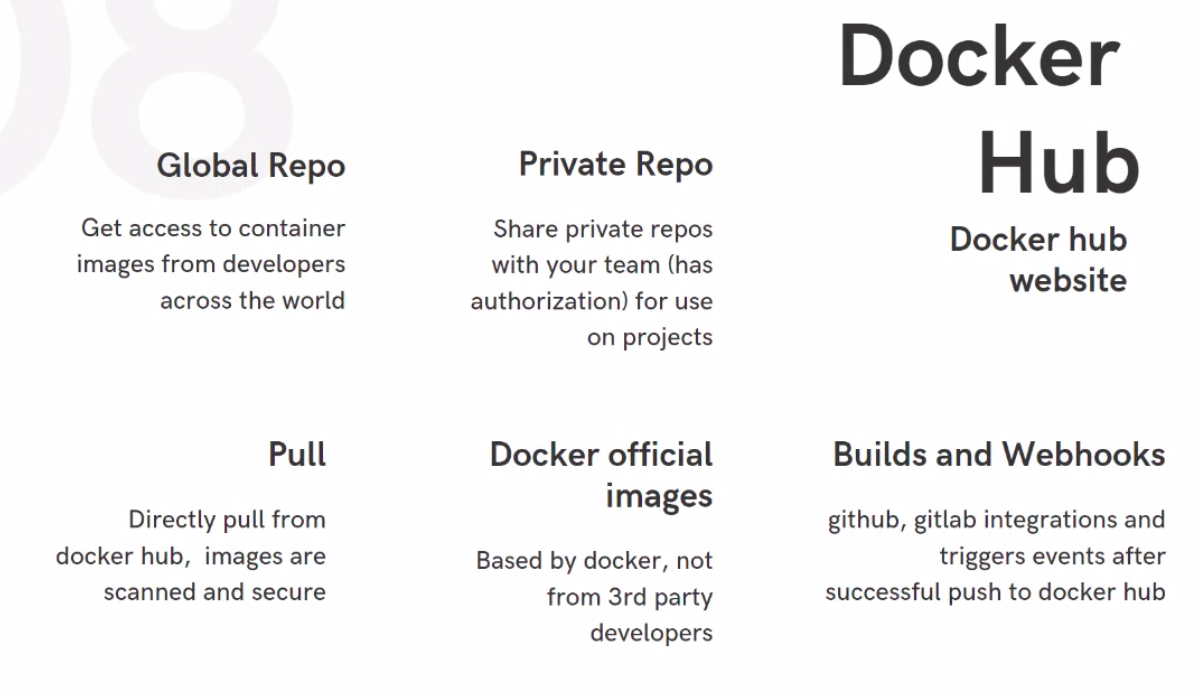 08
Docker
Hub
Docker hub
website
Global Repo
Get access to container
images from developers
across the world
Private Repo
Share private repos
with your team (has
authorization) for use
on projects
Pull
Directly pull from
docker hub,  images are
scanned and secure
Docker official
images
Based by docker, not
from 3rd party
developers
Builds and Webhooks
github, gitlab integrations and
triggers events after
successful push to docker hub